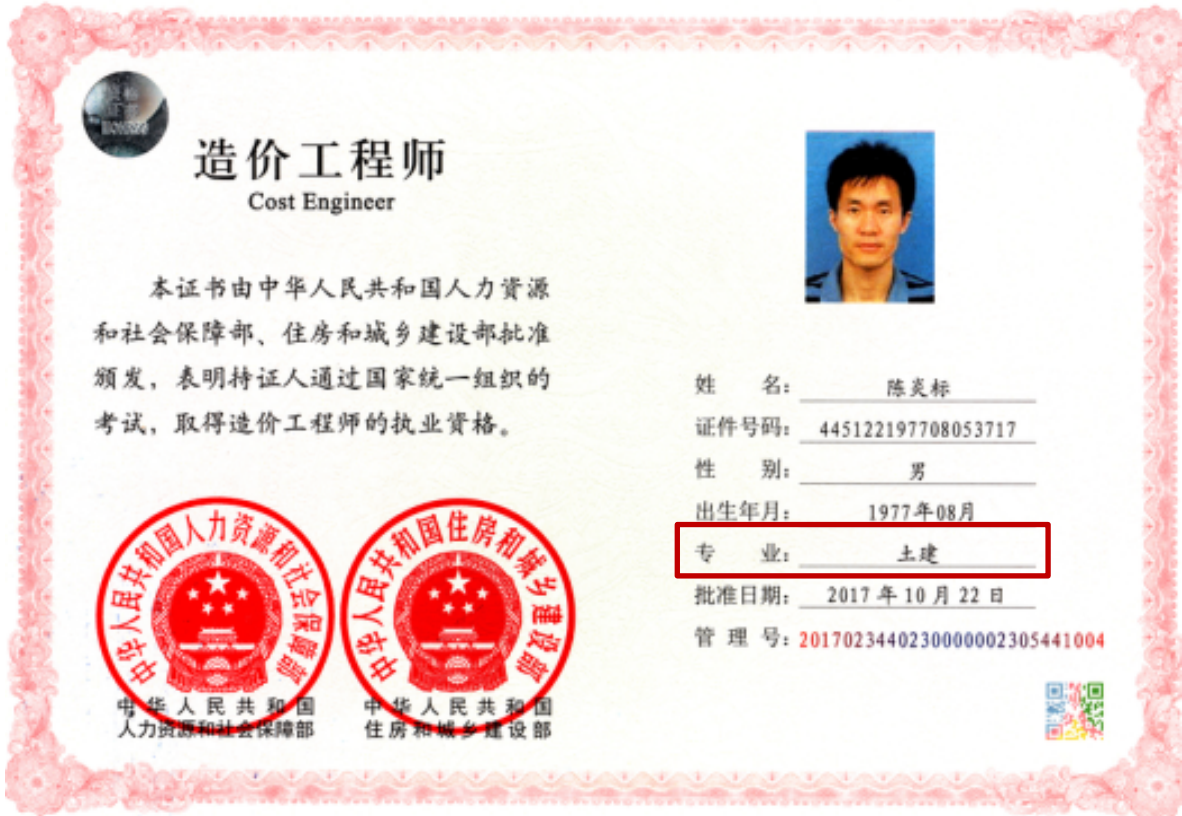 造价工程师
Cost Engineer
本证书由中华人民共和国人力资源
和社会保障部、住房和城乡建设部批准
颁发，表明持证人通过国家统一组织的
考试，取得造价工程师的执业资格。
中华人民共和国人力资源和社会保障部
中华人民共和国住房和城乡建设部
中华人民共和国
人力资源和社会保障部
中华人民共和国
住房和城乡建设部
姓 名：陈炎标
证件号码：445122197708053717
性 别：男
出生年月：1977年08月
专 业：土建
批准日期：2017年10月22日
管 理 号：2017023440230000002305441004